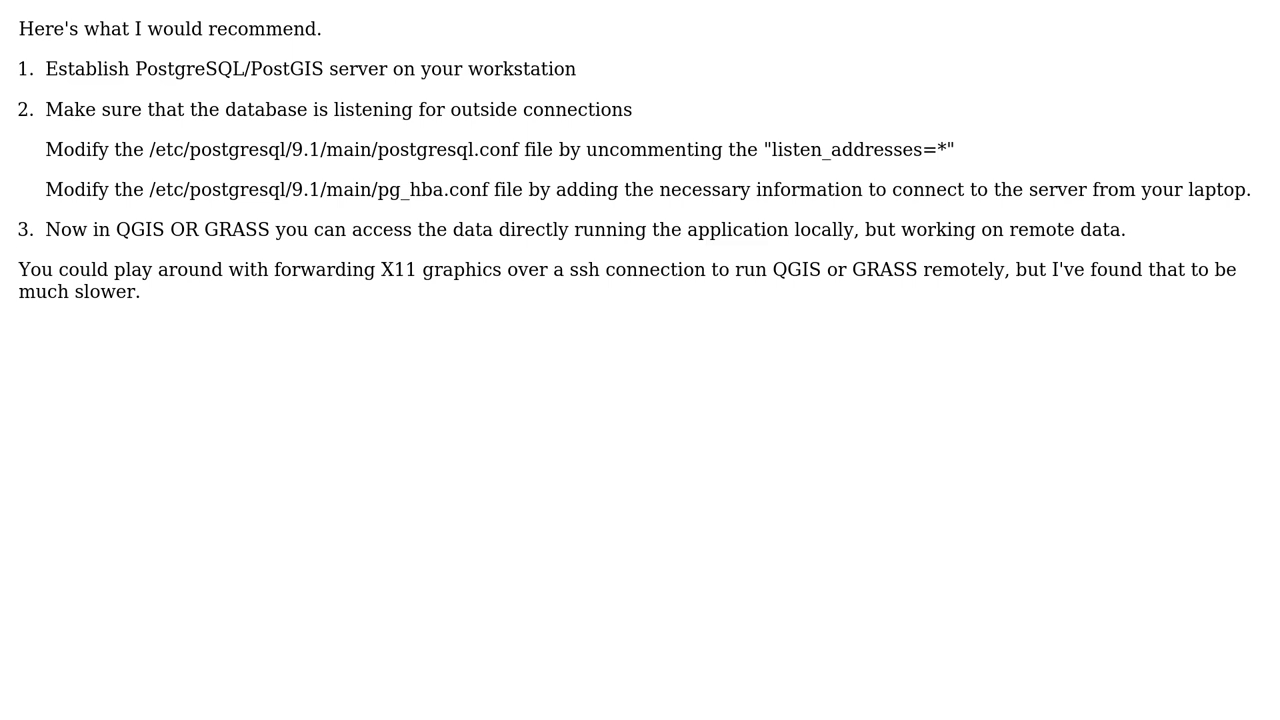 Here's what I would recommend.
1. Establish PostgreSQL/PostGIS server on your workstation
2. Make sure that the database is listening for outside connections
Modify the /etc/postgresql/9.1/main/postgresql.conf file by uncommenting the "listen_addresses=*"
Modify the /etc/postgresql/9.1/main/pg_hba.conf file by adding the necessary information to connect to the server from your laptop.
3. Now in QGIS OR GRASS you can access the data directly running the application locally, but working on remote data.
You could play around with forwarding X11 graphics over a ssh connection to run QGIS or GRASS remotely, but I've found that to be
much slower.